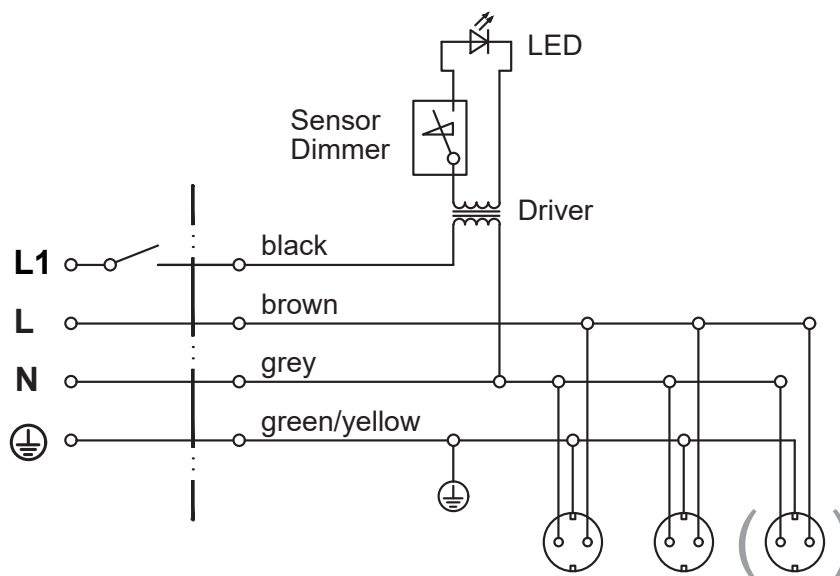 LED
Sensor
Dimmer
Driver
L1
black
L
brown
N
grey
green/yellow